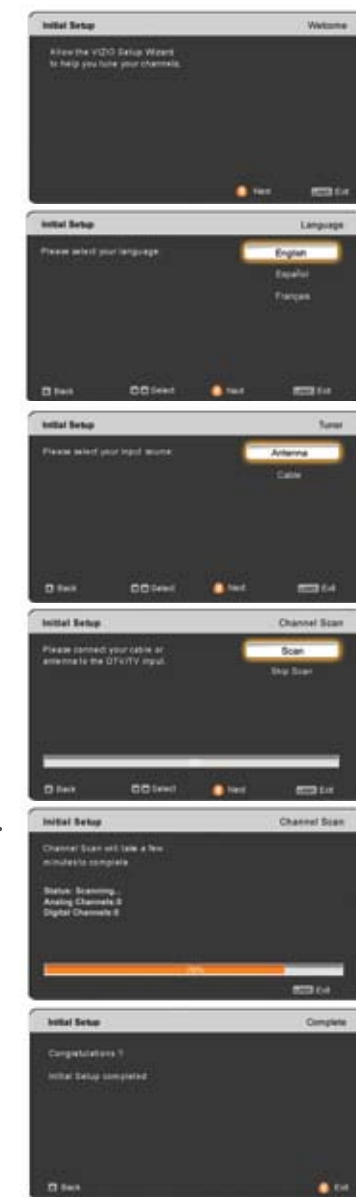 Initial Setup Welcome
Allow the VIZIO Setup Wizard
to help you tune your channels.
Next Exit
Initial Setup Language
Please select your language. English
Español
Français
Back Select Next Exit
Initial Setup Tuner
Please select your input source. Antenna
Cable
Back Select Next Exit
Initial Setup Channel Scan
Please connect your cable or Scan
antenna to the DTV/TV input. Skip Scan
Back Select Next Exit
Initial Setup Channel Scan
Channel Scan will take a few
minutes to complete
Status: Scanning...
Analog Channels:0
Digital Channels:0
Exit
Initial Setup Complete
Congratulations !
Initial Setup completed
Back Exit